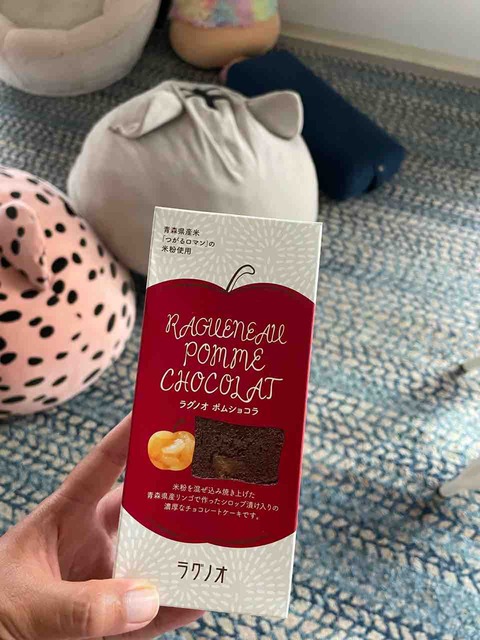 青森県産米
「つがるロマン」の
米粉使用
RAGUENEAU
POMME
CHOCOLAT
ラグノオ ポムショコラ
米粉を混ぜ込み焼き上げた
青森県産リンゴで作ったシロップ漬け入りの
濃厚なチョコレートケーキです。
ラグノオ